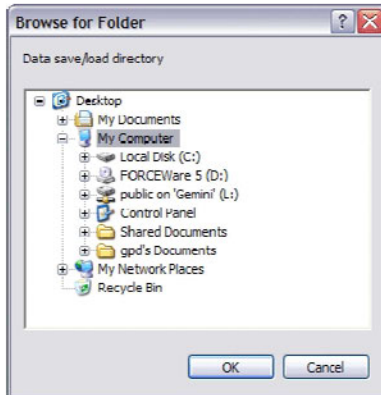 Browse for Folder
Data save/load directory
Desktop
My Documents
My Computer
Local Disk (C:)
FORCEWare 5 (D:)
public on 'Gemini' (L:)
Control Panel
Shared Documents
gpd's Documents
My Network Places
Recycle Bin
OK Cancel